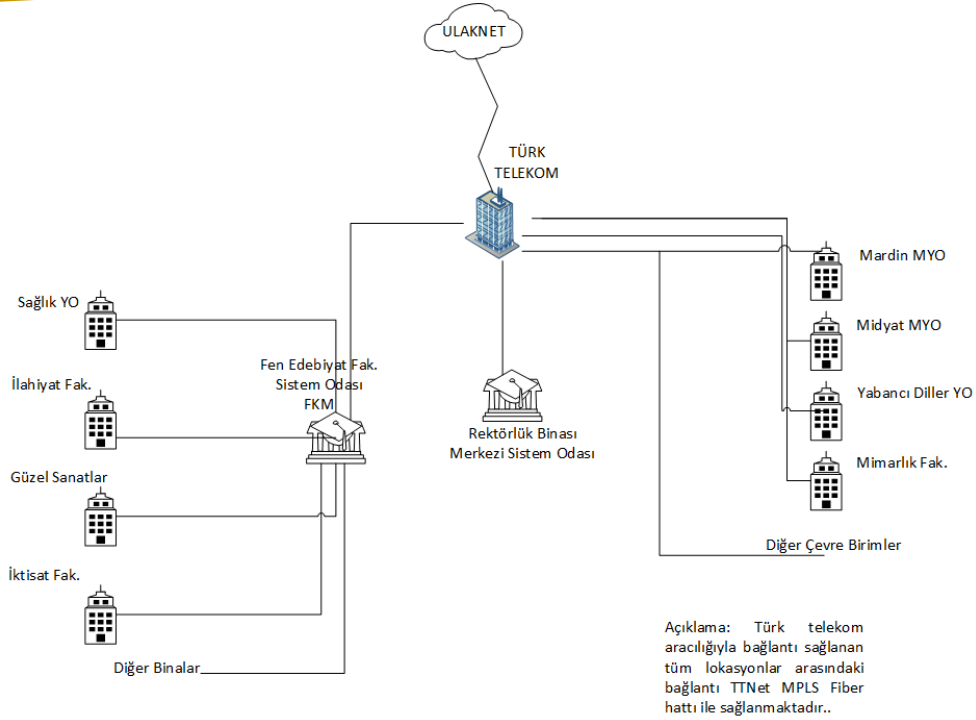 ULAKNET
TÜRK
TELEKOM
Mardin MYO
Sağlık YO
Midyat MYO
Fen Edebiyat Fak.
Sistem Odası
FKM
İlahiyat Fak.
Yabancı Diller YO
Rektörlük Binası
Merkezi Sistem Odası
Mimarlık Fak.
Güzel Sanatlar
Diğer Çevre Birimler
İktisat Fak.
Diğer Binalar
Açıklama: Türk telekom
aracılığıyla bağlantı sağlanan
tüm lokasyonlar arasındaki
bağlantı TTNet MPLS Fiber
hattı ile sağlanmaktadır..